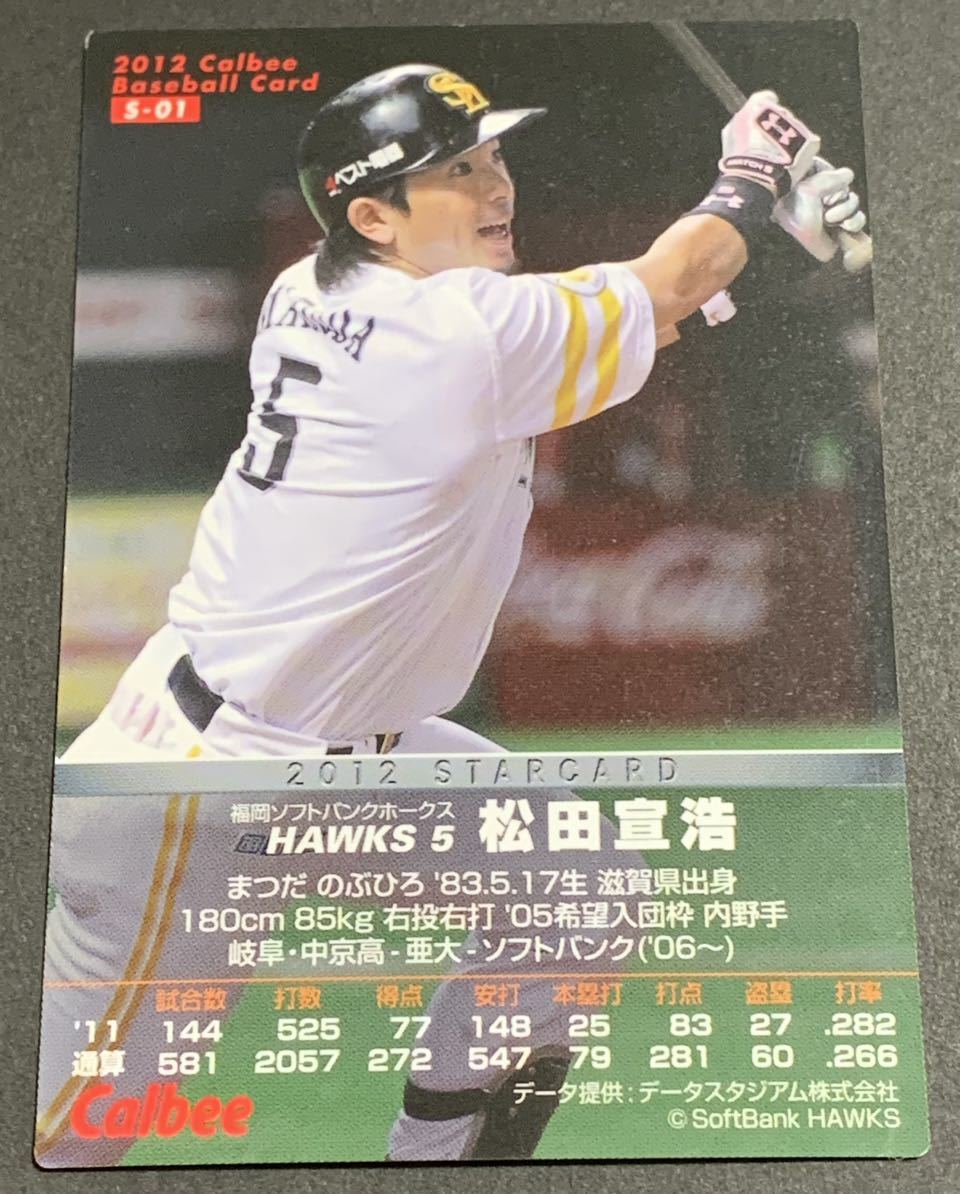 2012 Calbee
Baseball Card
S-01
ベスト電器
5
2012 STARCARD
福岡ソフトバンクホークス
HAWKS 5 松田宣浩
まつだ のぶひろ '83.5.17生 滋賀県出身
180cm 85kg 右投右打 '05希望入団枠 内野手
岐阜・中京高-亜大-ソフトバンク('06〜)
試合数 打数 得点 安打 本塁打 打点 盗塁 打率
'11 144 525 77 148 25 83 27 .282
通算 581 2057 272 547 79 281 60 .266
Calbee
データ提供:データスタジアム株式会社
©SoftBank HAWKS